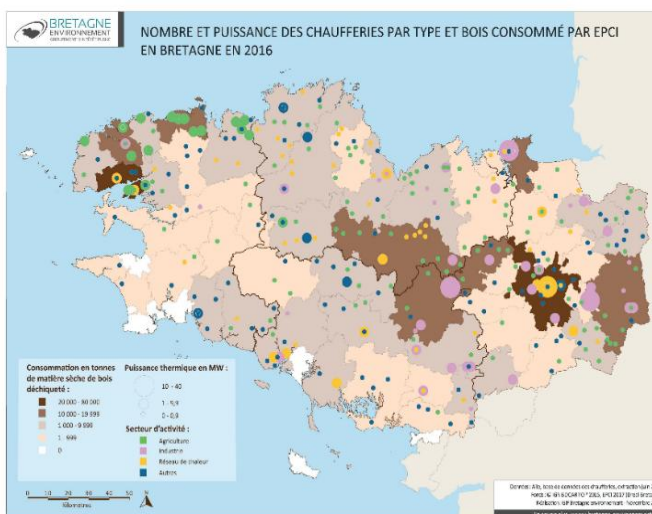 BRETAGNE
ENVIRONNEMENT
NOMBRE ET PUISSANCE DES CHAUFFERIES PAR TYPE ET BOIS CONSOMMÉ PAR EPCI
EN BRETAGNE EN 2016
Consommation en tonnes
de matière sèche de bois
déchiqueté :
20 000 - 90 000
10 000 - 19 999
1 000 - 9 999
1 - 999
0
Puissance thermique en MW :
10 - 40
1 - 9,9
0 - 0,9
Secteur d'activité :
Agriculture
Industrie
Réseau de chaleur
Autres
0 10 20 30 40 50
Kilomètres
N